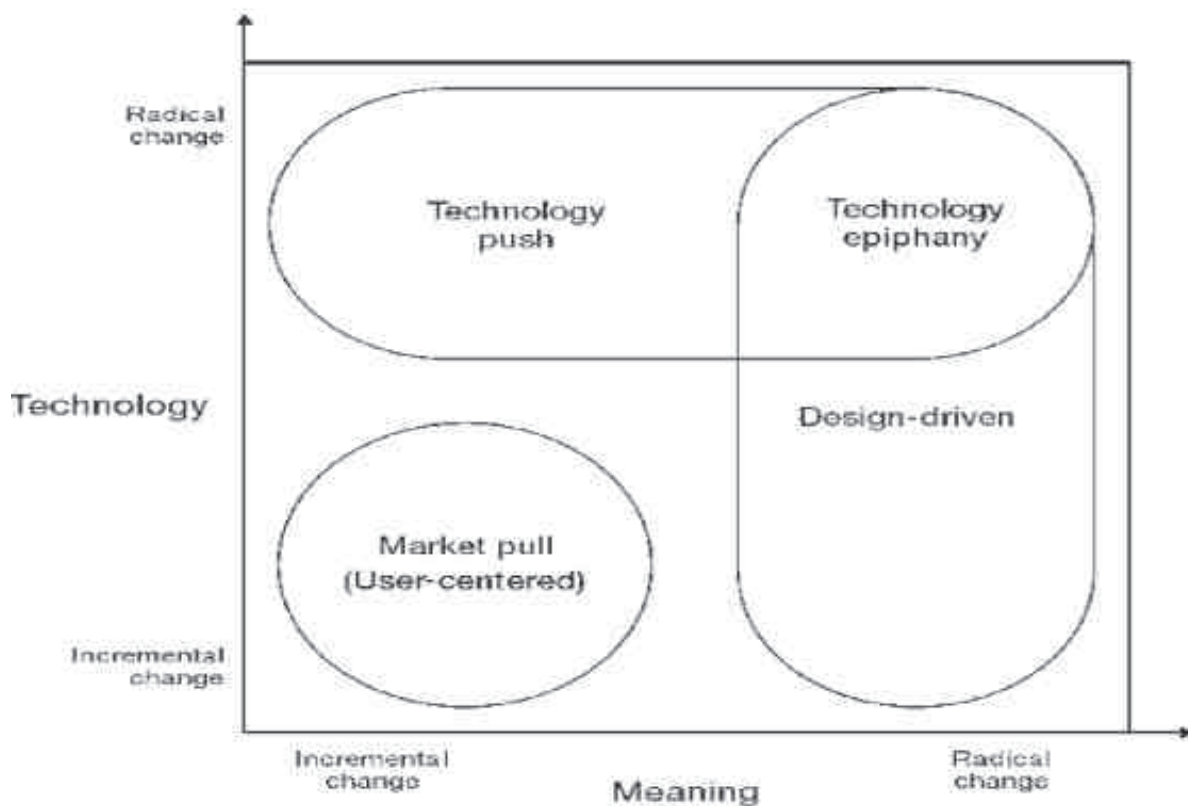 Radical
change
Technology
push
Technology
epiphany
Technology
Design-driven
Market pull
(User-centered)
Incremental
change
Incremental
change
Radical
change
Meaning